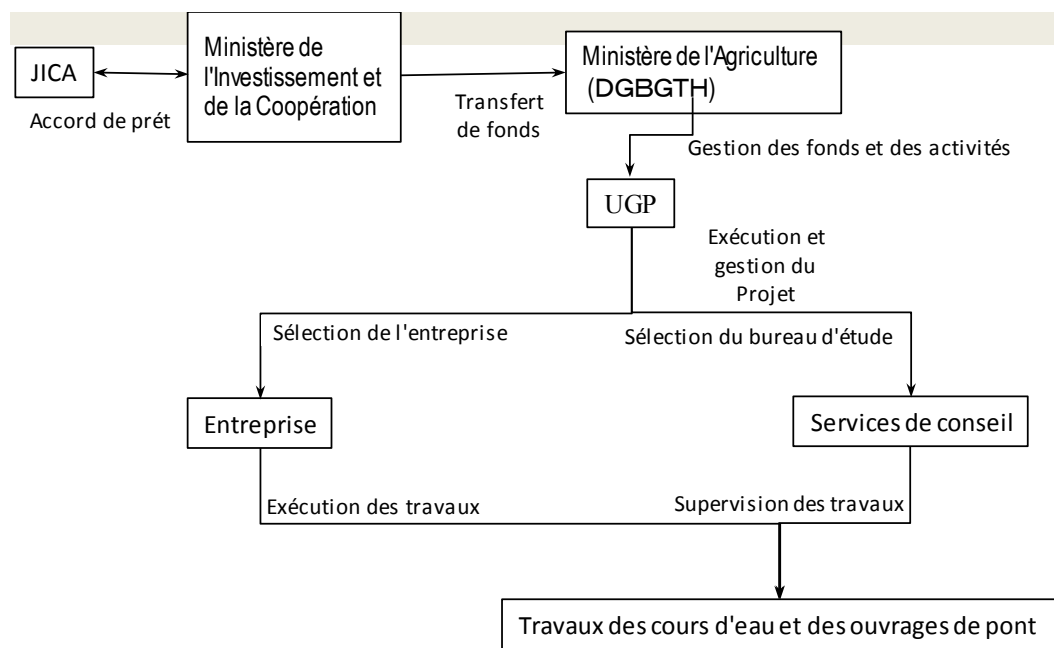 JICA
Accord de prét
Ministère de
l'Investissement et
de la Coopération
Transfert
de fonds
Ministère de l'Agriculture
(DGBGTH)
Gestion des fonds et des activités
UGP
Exécution et
gestion du
Projet
Sélection de l'entreprise
Sélection du bureau d'étude
Entreprise
Services de conseil
Exécution des travaux
Supervision des travaux
Travaux des cours d'eau et des ouvrages de pont